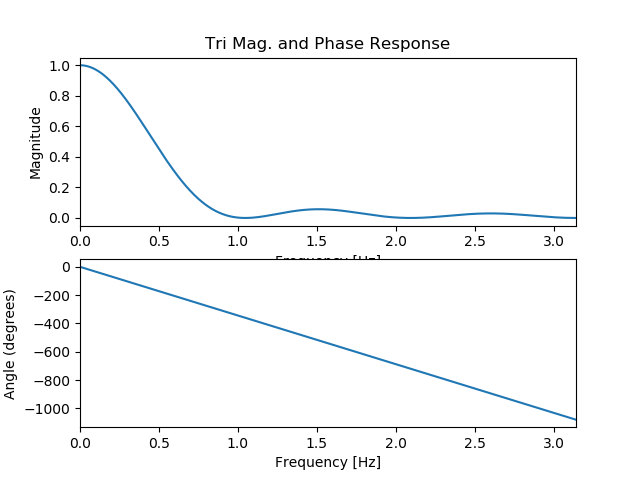 Tri Mag. and Phase Response
Magnitude
1.0
0.8
0.6
0.4
0.2
0.0
0.0 0.5 1.0 1.5 2.0 2.5 3.0
Frequency [Hz]
Angle (degrees)
0
−200
−400
−600
−800
−1000
0.0 0.5 1.0 1.5 2.0 2.5 3.0
Frequency [Hz]